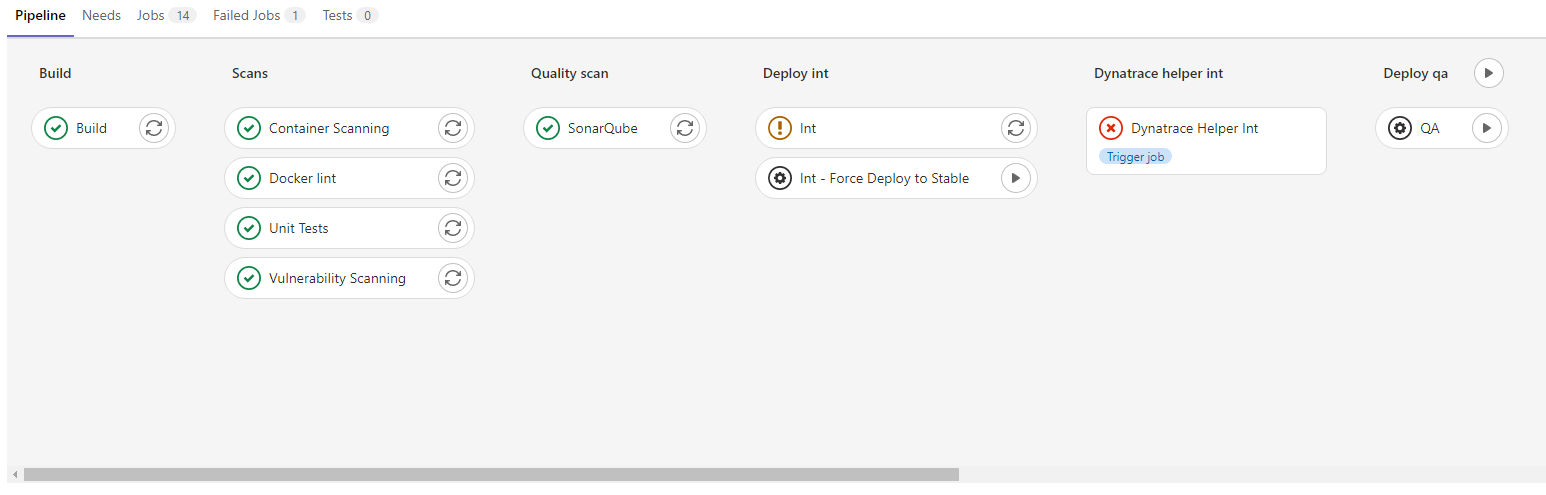 Pipeline Needs Jobs 14 Failed Jobs 1 Tests 0
Build Scans Quality scan Deploy int Dynatrace helper int Deploy qa
Build Container Scanning SonarQube Int Dynatrace Helper Int QA
Trigger job
Docker lint Int - Force Deploy to Stable
Unit Tests
Vulnerability Scanning